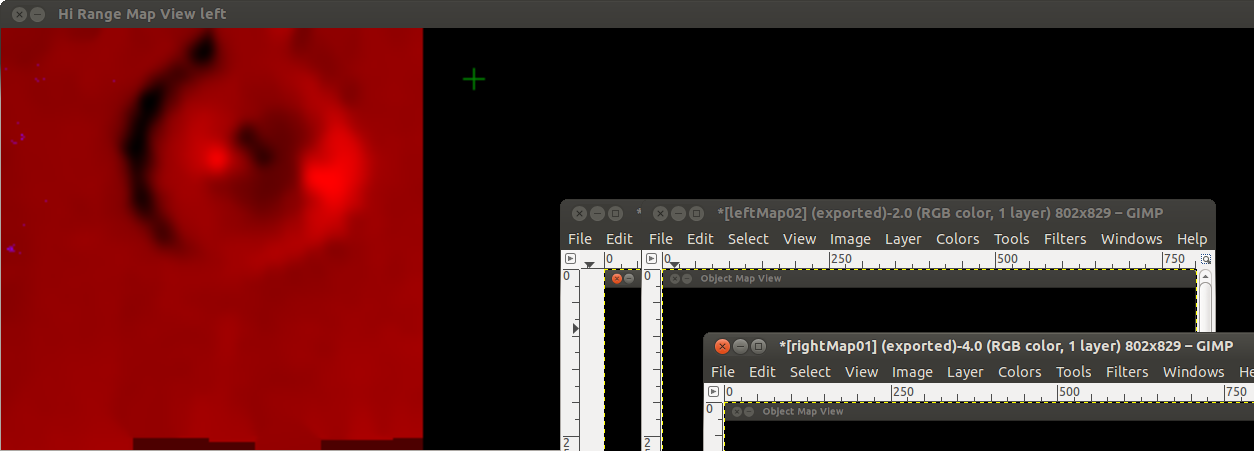 Hi Range Map View left
*[leftMap02] (exported)-2.0 (RGB color, 1 layer) 802x829 – GIMP
File Edit
File Edit Select View Image Layer Colors Tools Filters Windows Help
0
0 250 500 750
0
0
Object Map View
*[rightMap01] (exported)-4.0 (RGB color, 1 layer) 802x829 – GIMP
File Edit Select View Image Layer Colors Tools Filters Windows He
0 250 500 750
0
Object Map View
2
2